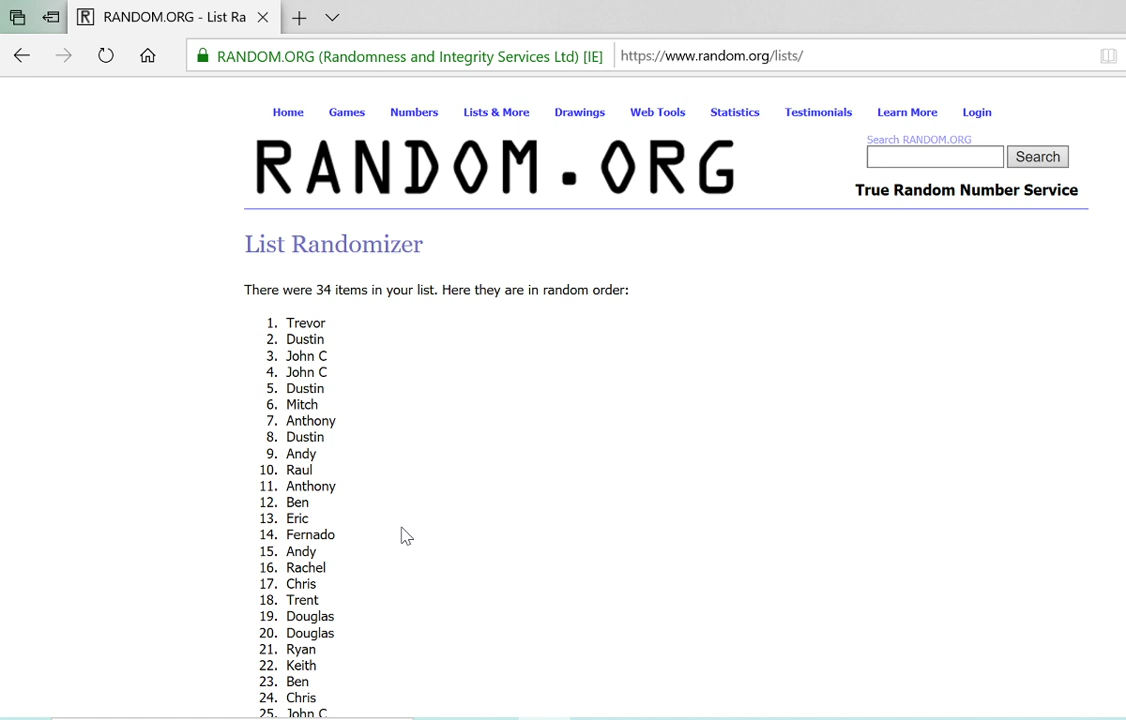 RANDOM.ORG - List Ra
RANDOM.ORG (Randomness and Integrity Services Ltd) [IE] https://www.random.org/lists/
Home Games Numbers Lists & More Drawings Web Tools Statistics Testimonials Learn More Login
Search RANDOM.ORG
Search
RANDOM.ORG
True Random Number Service
List Randomizer
There were 34 items in your list. Here they are in random order:
1. Trevor
2. Dustin
3. John C
4. John C
5. Dustin
6. Mitch
7. Anthony
8. Dustin
9. Andy
10. Raul
11. Anthony
12. Ben
13. Eric
14. Fernado
15. Andy
16. Rachel
17. Chris
18. Trent
19. Douglas
20. Douglas
21. Ryan
22. Keith
23. Ben
24. Chris
25. John C